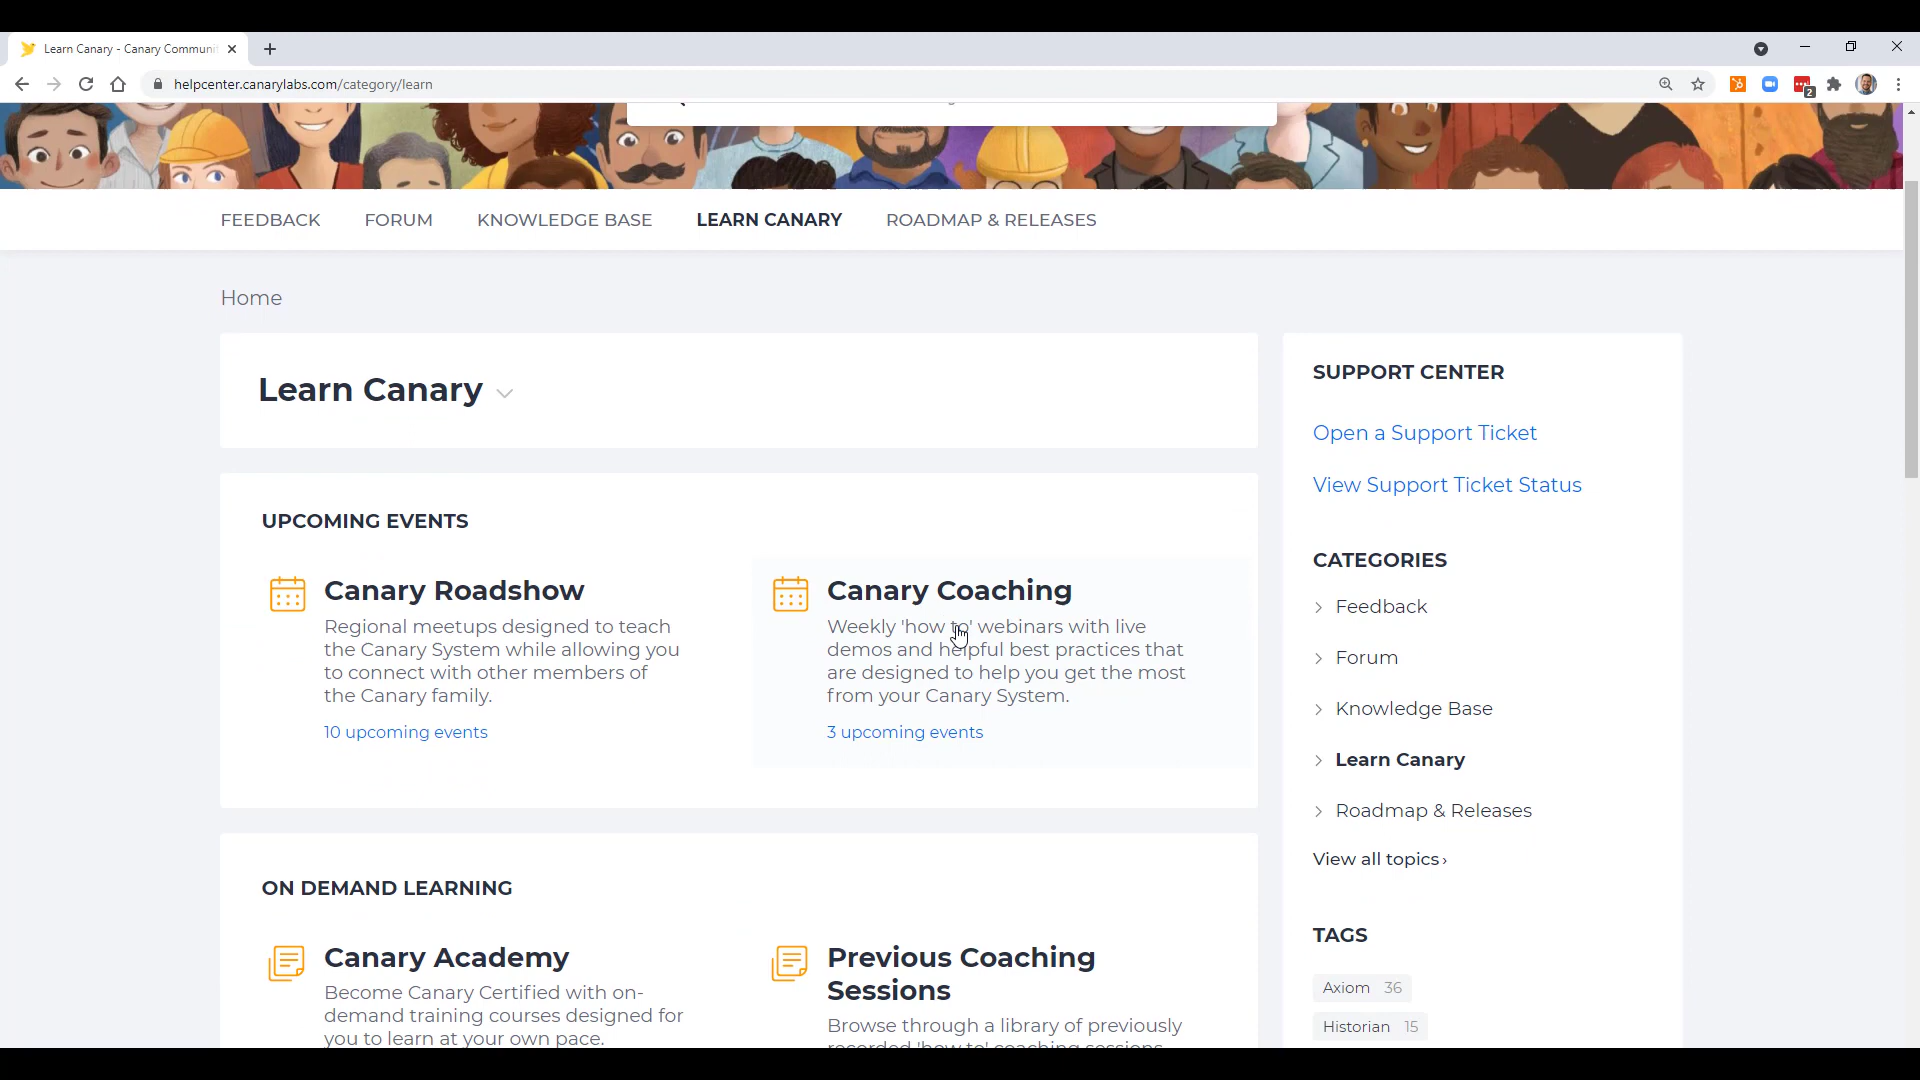 Learn Canary - Canary Communi
helpcenter.canarylabs.com/category/learn
2
FEEDBACK
FORUM
KNOWLEDGE BASE
LEARN CANARY
ROADMAP & RELEASES
Home
Learn Canary
UPCOMING EVENTS
Canary Roadshow
Regional meetups designed to teach
the Canary System while allowing you
to connect with other members of
the Canary family.
10 upcoming events
Canary Coaching
Weekly 'how to' webinars with live
demos and helpful best practices that
are designed to help you get the most
from your Canary System.
3 upcoming events
ON DEMAND LEARNING
Canary Academy
Become Canary Certified with on-
demand training courses designed for
you to learn at your own pace.
Previous Coaching
Sessions
Browse through a library of previously
recorded 'how to' coaching sessions
SUPPORT CENTER
Open a Support Ticket
View Support Ticket Status
CATEGORIES
Feedback
Forum
Knowledge Base
Learn Canary
Roadmap & Releases
View all topics ›
TAGS
Axiom 36
Historian 15